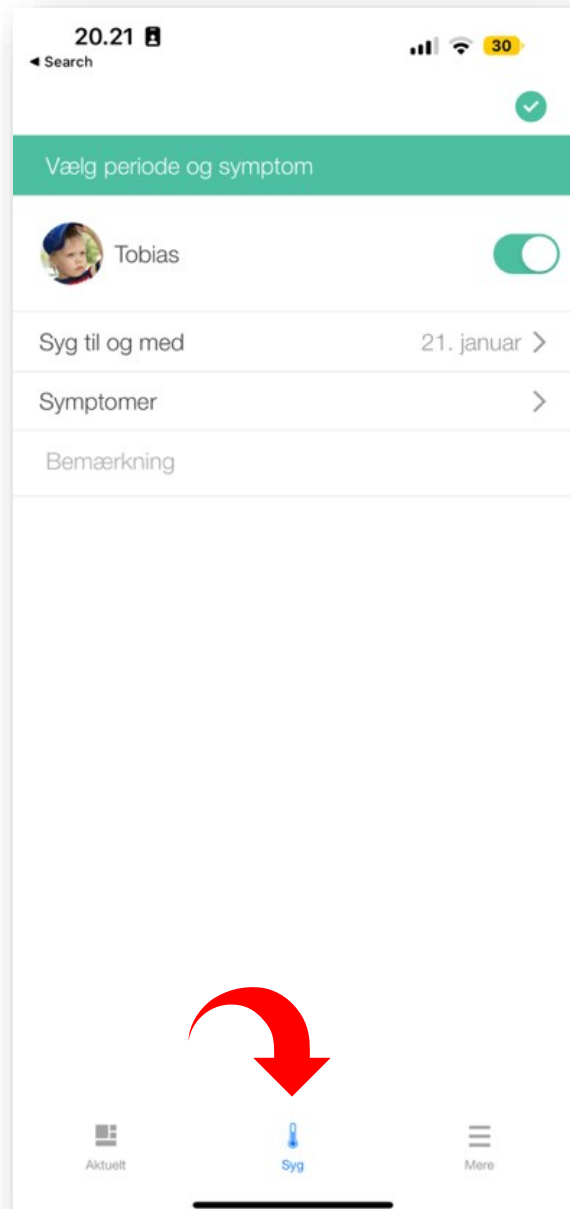 20.21
◀ Search
30
Vælg periode og symptom
Tobias
Syg til og med 21. januar
Symptomer
Bemærkning
Aktuelt Syg Mere